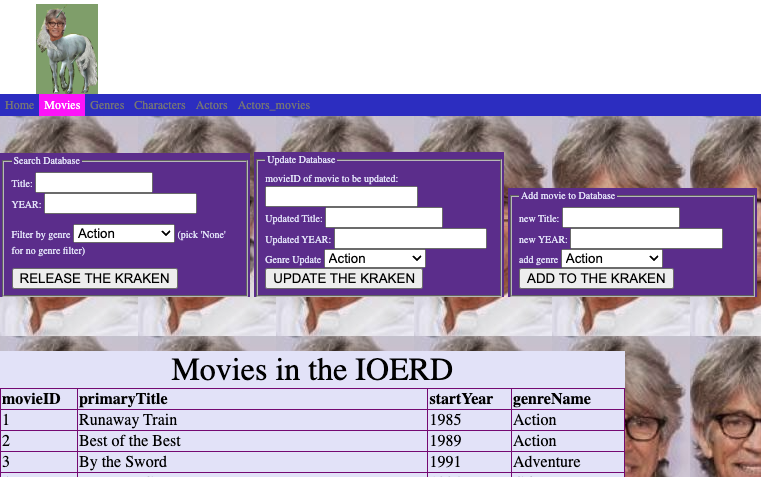 Home Movies Genres Characters Actors Actors_movies
Search Database
Title:
YEAR:
Filter by genre Action (pick 'None'
for no genre filter)
RELEASE THE KRAKEN
Update Database
movieID of movie to be updated:
Updated Title:
Updated YEAR:
Genre Update Action
UPDATE THE KRAKEN
Add movie to Database
new Title:
new YEAR:
add genre Action
ADD TO THE KRAKEN
Movies in the IOERD
movieID primaryTitle startYear genreName
1 Runaway Train 1985 Action
2 Best of the Best 1989 Action
3 By the Sword 1991 Adventure